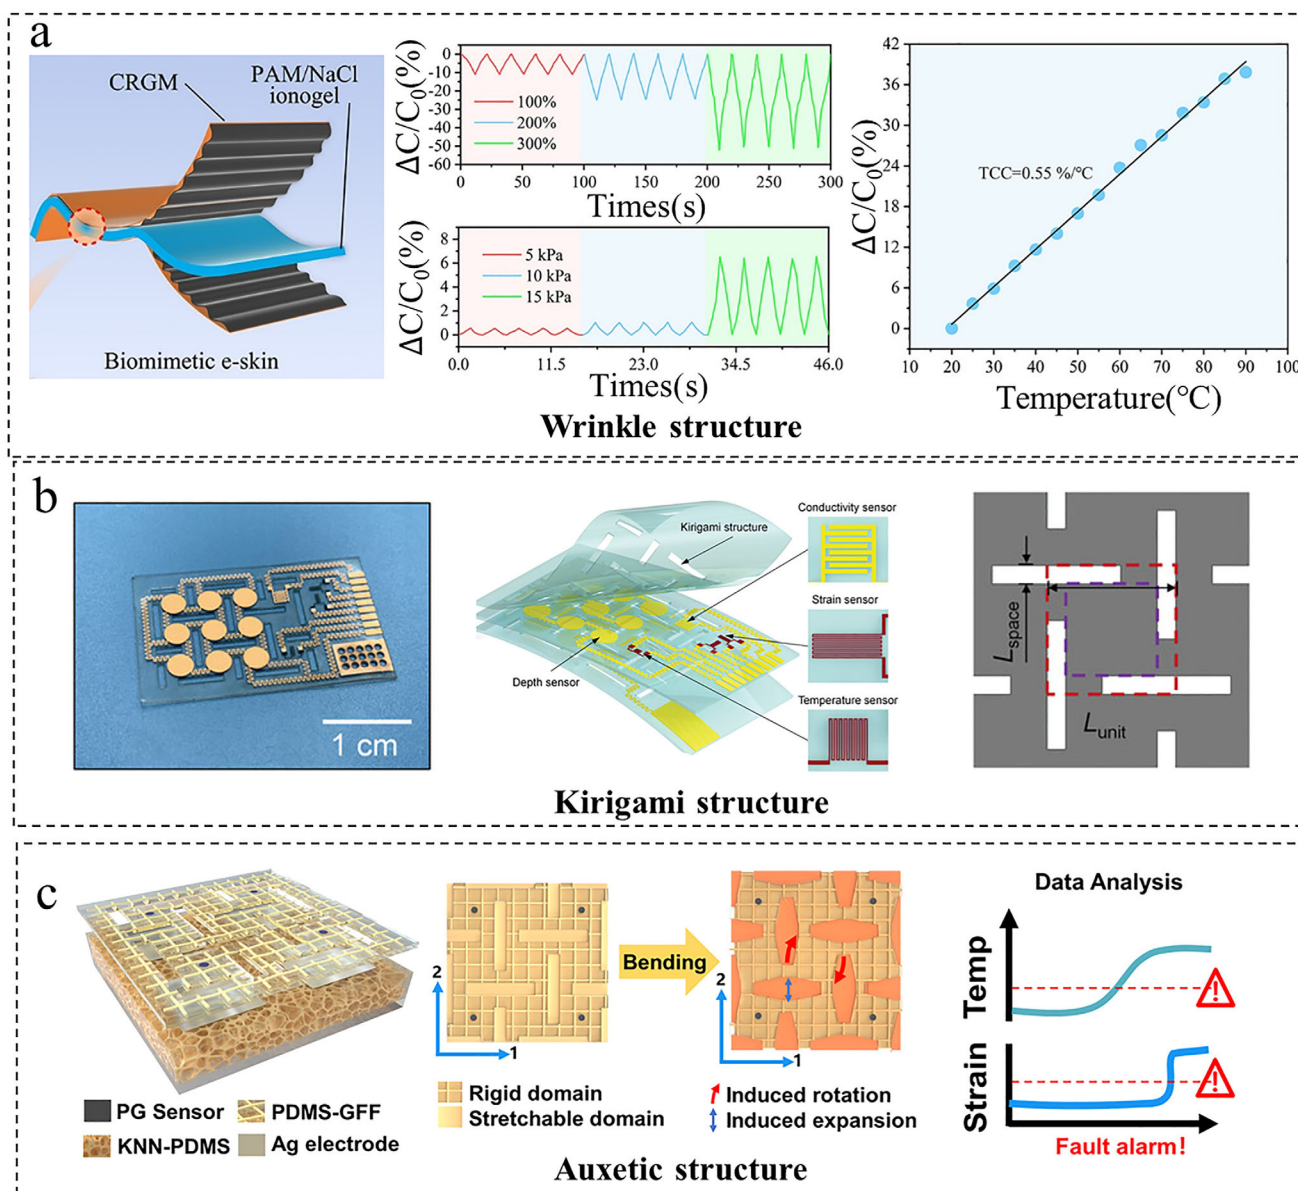 a
CRGM
PAM/NaCl
ionogel
Biomimetic e-skin
ΔC/C₀(%)
0
-10
-20
-30
-40
-50
-60
100%
200%
300%
0 50 100 150 200 250 300
Times(s)
ΔC/C₀(%)
8
6
4
2
0
5 kPa
10 kPa
15 kPa
0.0 11.5 23.0 34.5 46.0
Times(s)
ΔC/C₀(%)
42
36
30
24
18
12
6
0
TCC=0.55 %/°C
10 20 30 40 50 60 70 80 90 100
Temperature(°C)
Wrinkle structure
b
1 cm
Kirigami structure
Depth sensor
Conductivity sensor
Strain sensor
Temperature sensor
Lspace
Lunit
Kirigami structure
c
PG Sensor
PDMS-GFF
KNN-PDMS
Ag electrode
2
1
Rigid domain
Stretchable domain
Bending
2
1
Induced rotation
Induced expansion
Data Analysis
Temp
!
Strain
!
Fault alarm!
Auxetic structure